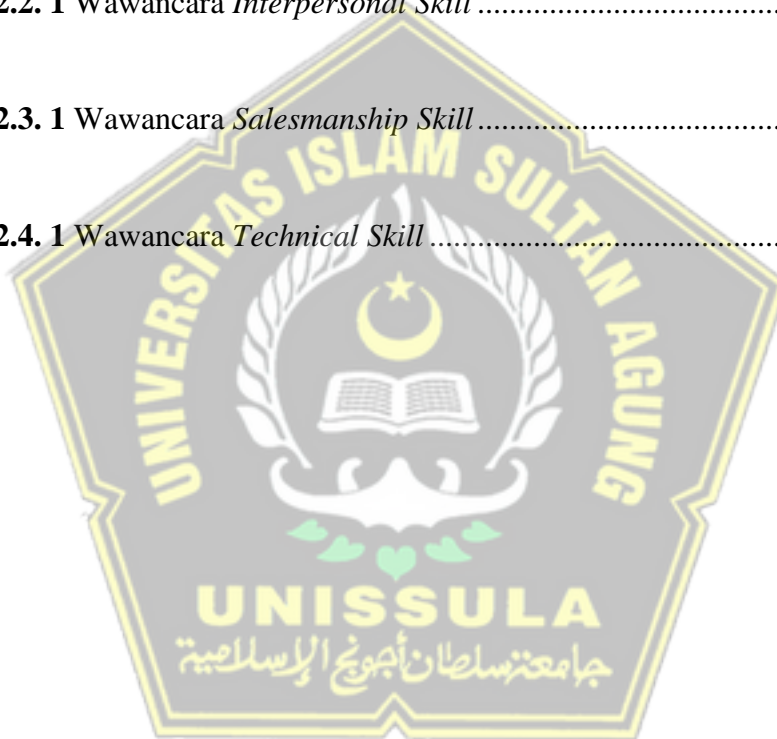 2.2. 1 Wawancara Interpersonal Skill ........................................
2.3. 1 Wawancara Salesmanship Skill ........................................
2.4. 1 Wawancara Technical Skill .............................................
UNIVERSITAS ISLAM SULTAN AGUNG
UNISSULA
جامعة سلطان أجونج الإسلامية